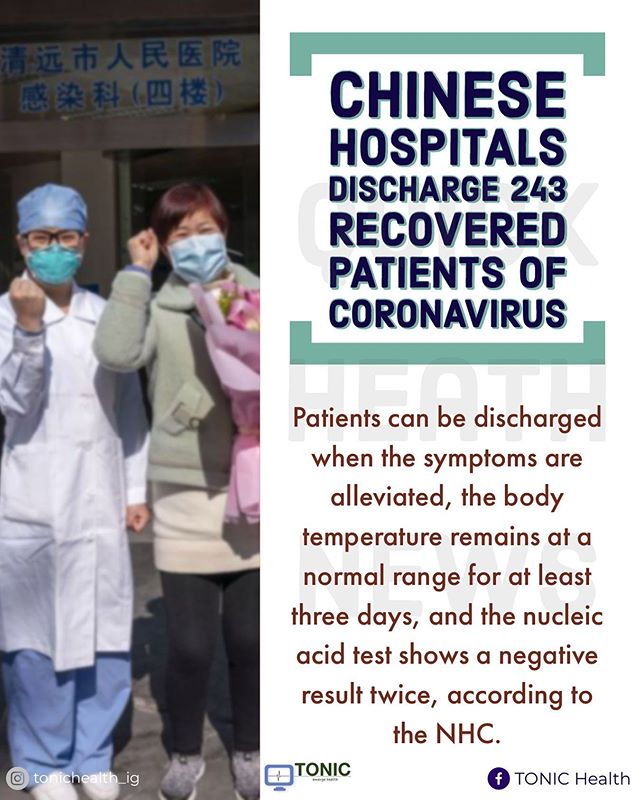 清远市人民医院
感染科(四楼)
CHINESE
HOSPITALS
DISCHARGE 243
RECOVERED
PATIENTS OF
CORONAVIRUS
QUICK
HEATH
NEWS
Patients can be discharged
when the symptoms are
alleviated, the body
temperature remains at a
normal range for at least
three days, and the nucleic
acid test shows a negative
result twice, according to
the NHC.
tonichealth_ig
TONIC
TONIC Health